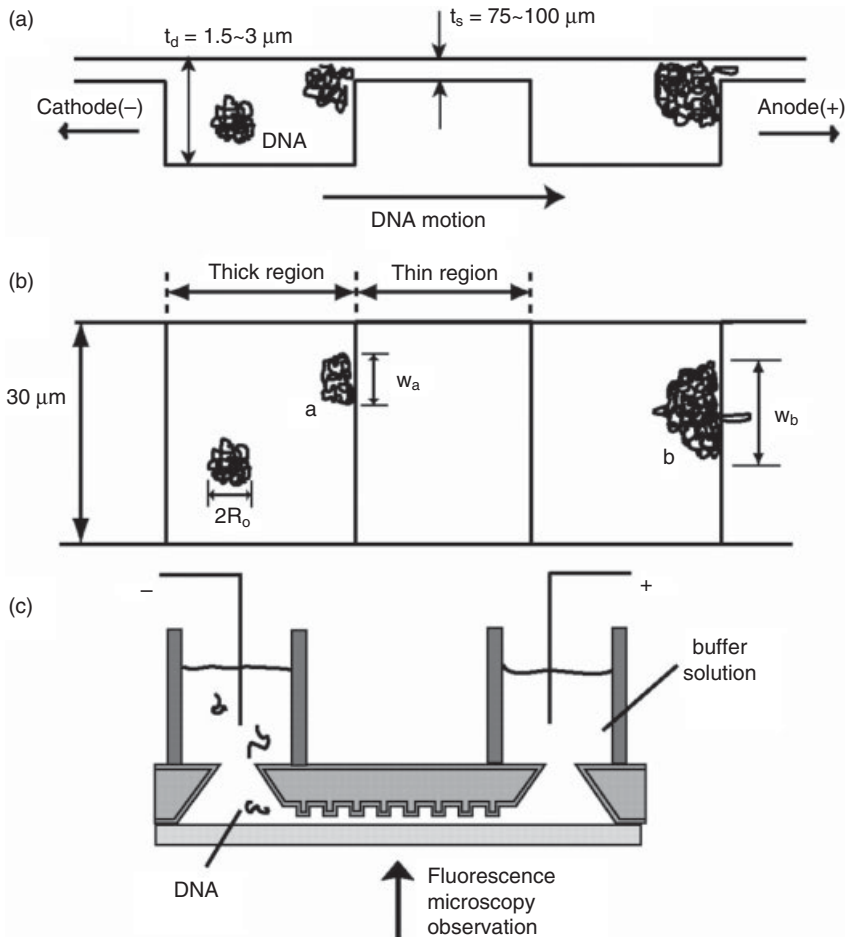 (a)
t_d = 1.5~3 μm
t_s = 75~100 μm
Cathode(–)
DNA
Anode(+)
DNA motion
(b)
Thick region
Thin region
30 μm
a
w_a
2R_o
b
w_b
(c)
–
+
buffer
solution
DNA
Fluorescence
microscopy
observation